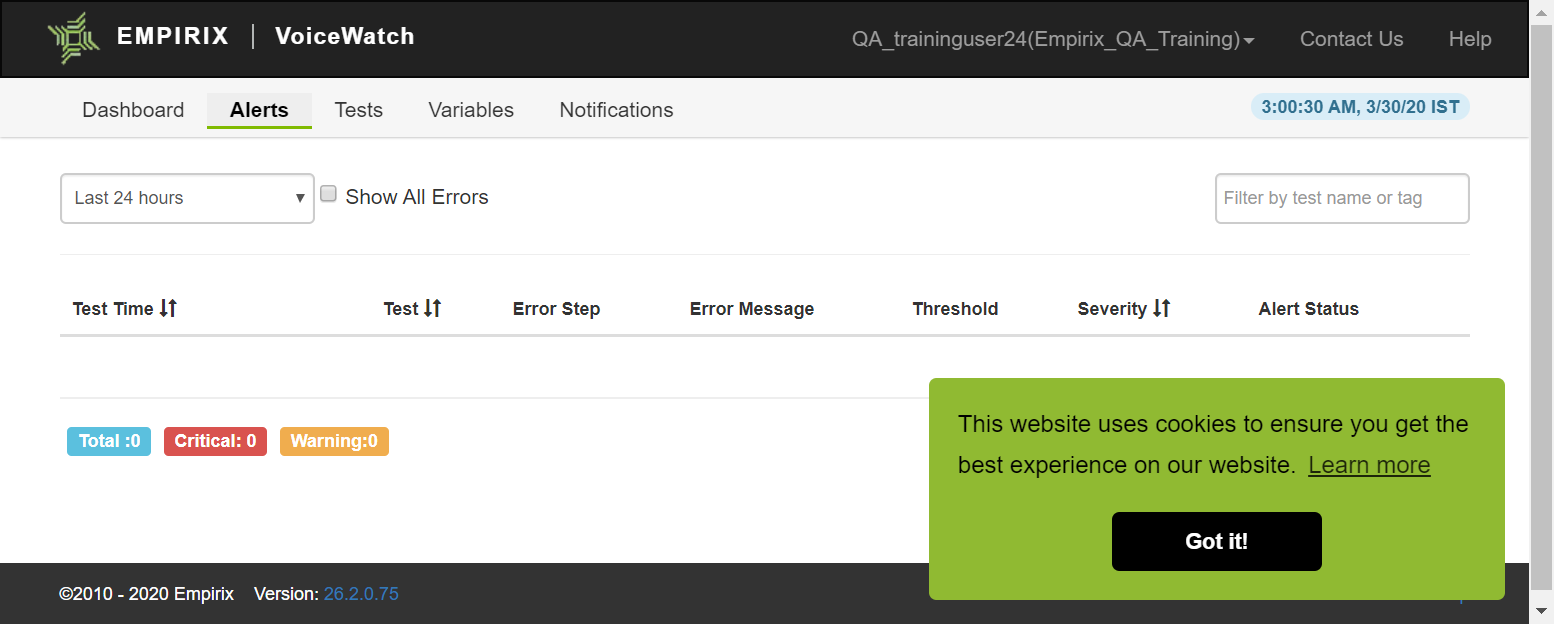 EMPIRIX | VoiceWatch QA_traininguser24(Empirix_QA_Training) Contact Us Help
Dashboard Alerts Tests Variables Notifications 3:00:30 AM, 3/30/20 IST
Last 24 hours Show All Errors Filter by test name or tag
Test Time Test Error Step Error Message Threshold Severity Alert Status
Total :0 Critical: 0 Warning:0
This website uses cookies to ensure you get the
best experience on our website. Learn more
Got it!
©2010 - 2020 Empirix Version: 26.2.0.75